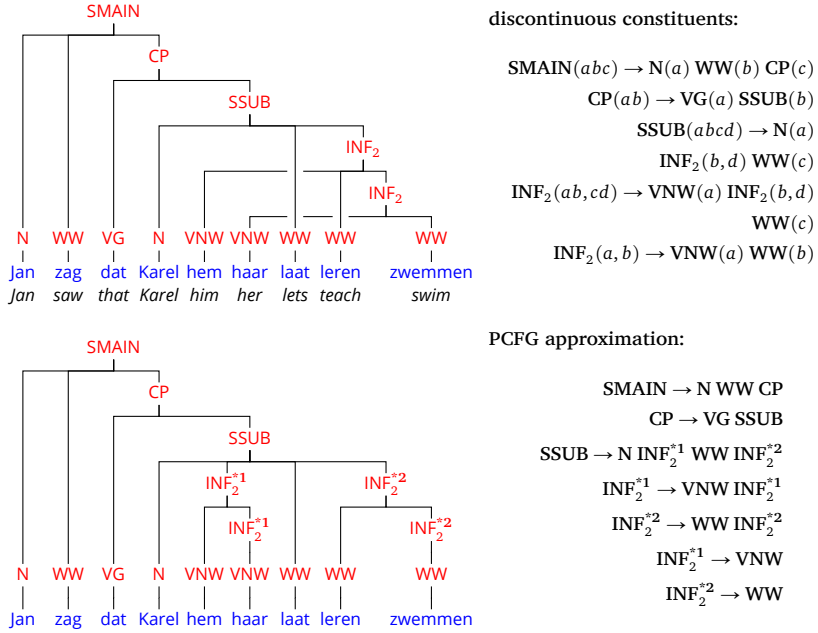 SMAIN
CP
SSUB
INF₂
INF₂
N WW VG N VNW VNW WW WW WW
Jan zag dat Karel hem haar laat leren zwemmen
Jan saw that Karel him her lets teach swim
discontinuous constituents:
SMAIN(abc) → N(a) WW(b) CP(c)
CP(ab) → VG(a) SSUB(b)
SSUB(abcd) → N(a)
INF₂(b,d) WW(c)
INF₂(ab,cd) → VNW(a) INF₂(b,d)
WW(c)
INF₂(a,b) → VNW(a) WW(b)
SMAIN
CP
SSUB
INF₂*¹ INF₂*²
INF₂*¹ INF₂*²
N WW VG N VNW VNW WW WW WW
Jan zag dat Karel hem haar laat leren zwemmen
PCFG approximation:
SMAIN → N WW CP
CP → VG SSUB
SSUB → N INF₂*¹ WW INF₂*²
INF₂*¹ → VNW INF₂*¹
INF₂*² → WW INF₂*²
INF₂*¹ → VNW
INF₂*² → WW